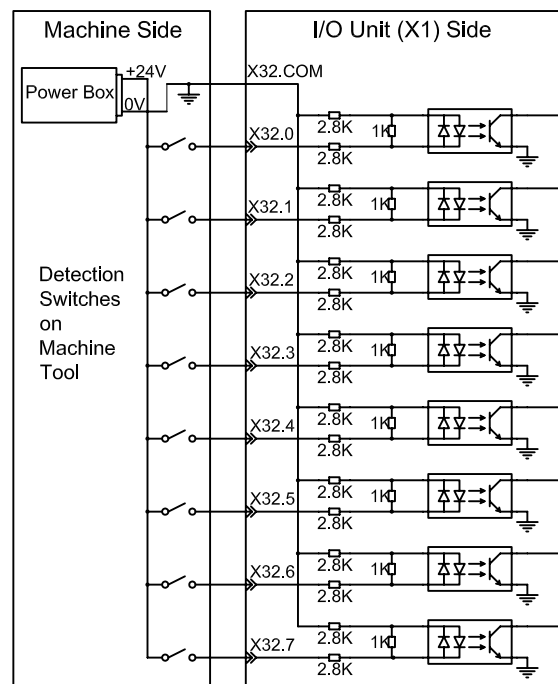 Machine Side
I/O Unit (X1) Side
+24V
Power Box
0V
X32.COM
X32.0
2.8K
1K
2.8K
X32.1
2.8K
1K
2.8K
X32.2
2.8K
1K
2.8K
Detection
Switches
on
Machine
Tool
X32.3
2.8K
1K
2.8K
X32.4
2.8K
1K
2.8K
X32.5
2.8K
1K
2.8K
X32.6
2.8K
1K
2.8K
X32.7
2.8K
1K
2.8K